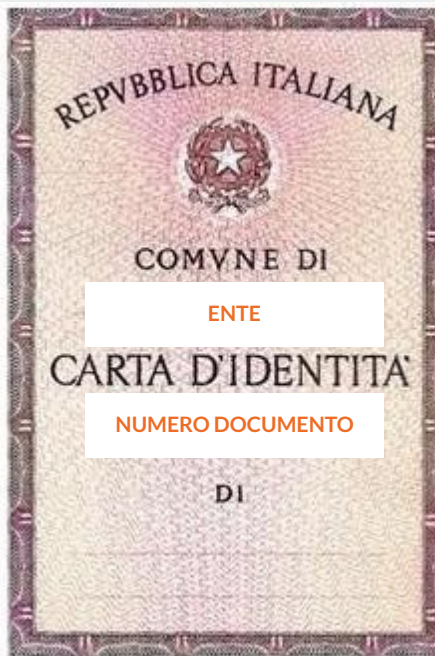 REPVBBLICA ITALIANA
COMVNE DI
ENTE
CARTA D'IDENTITA'
NUMERO DOCUMENTO
DI